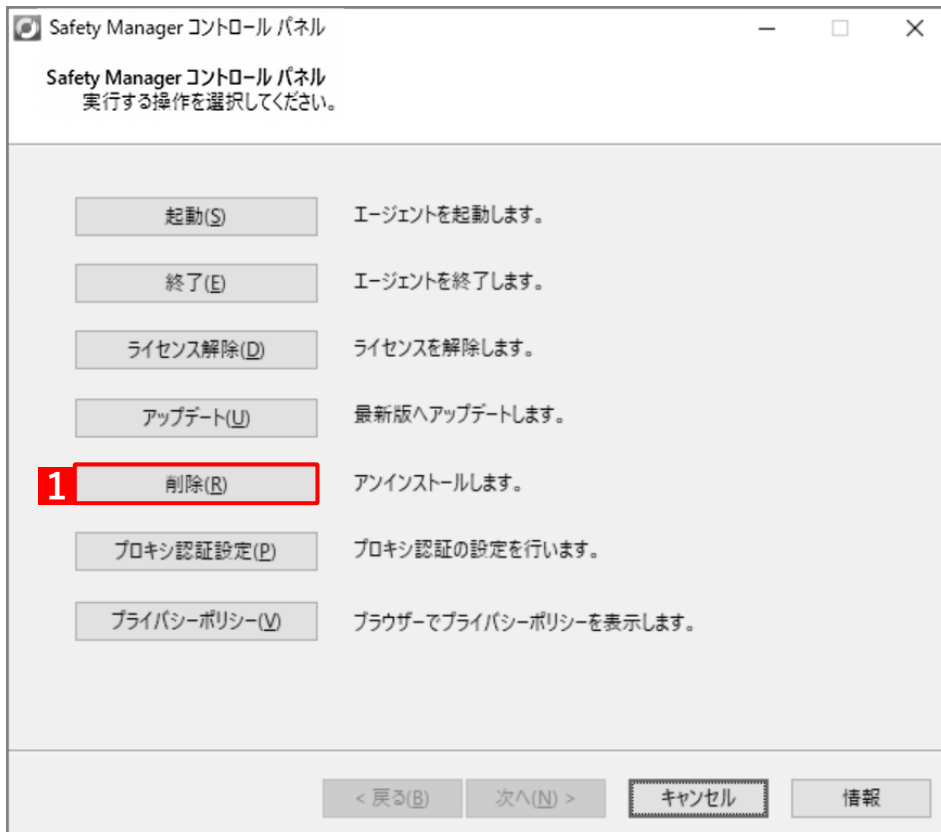 Safety Manager コントロール パネル
Safety Manager コントロール パネル
実行する操作を選択してください。
起動(S) エージェントを起動します。
終了(E) エージェントを終了します。
ライセンス解除(D) ライセンスを解除します。
アップデート(U) 最新版へアップデートします。
1 削除(R) アンインストールします。
プロキシ認証設定(P) プロキシ認証の設定を行います。
プライバシーポリシー(V) ブラウザーでプライバシーポリシーを表示します。
< 戻る(B) 次へ(N) > キャンセル 情報